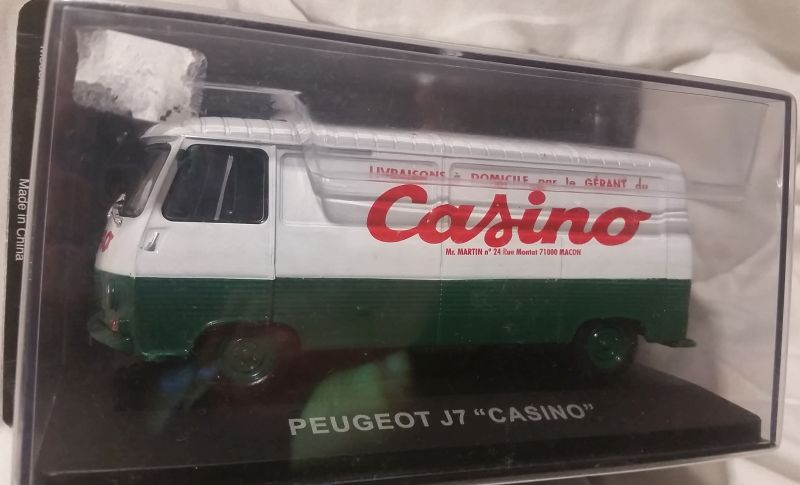 Made in China
LIVRAISONS à DOMICILE par le GÉRANT du
Casino
Mr. MARTIN n° 24 Rue Montat 71000 MACON
PEUGEOT J7 “CASINO”